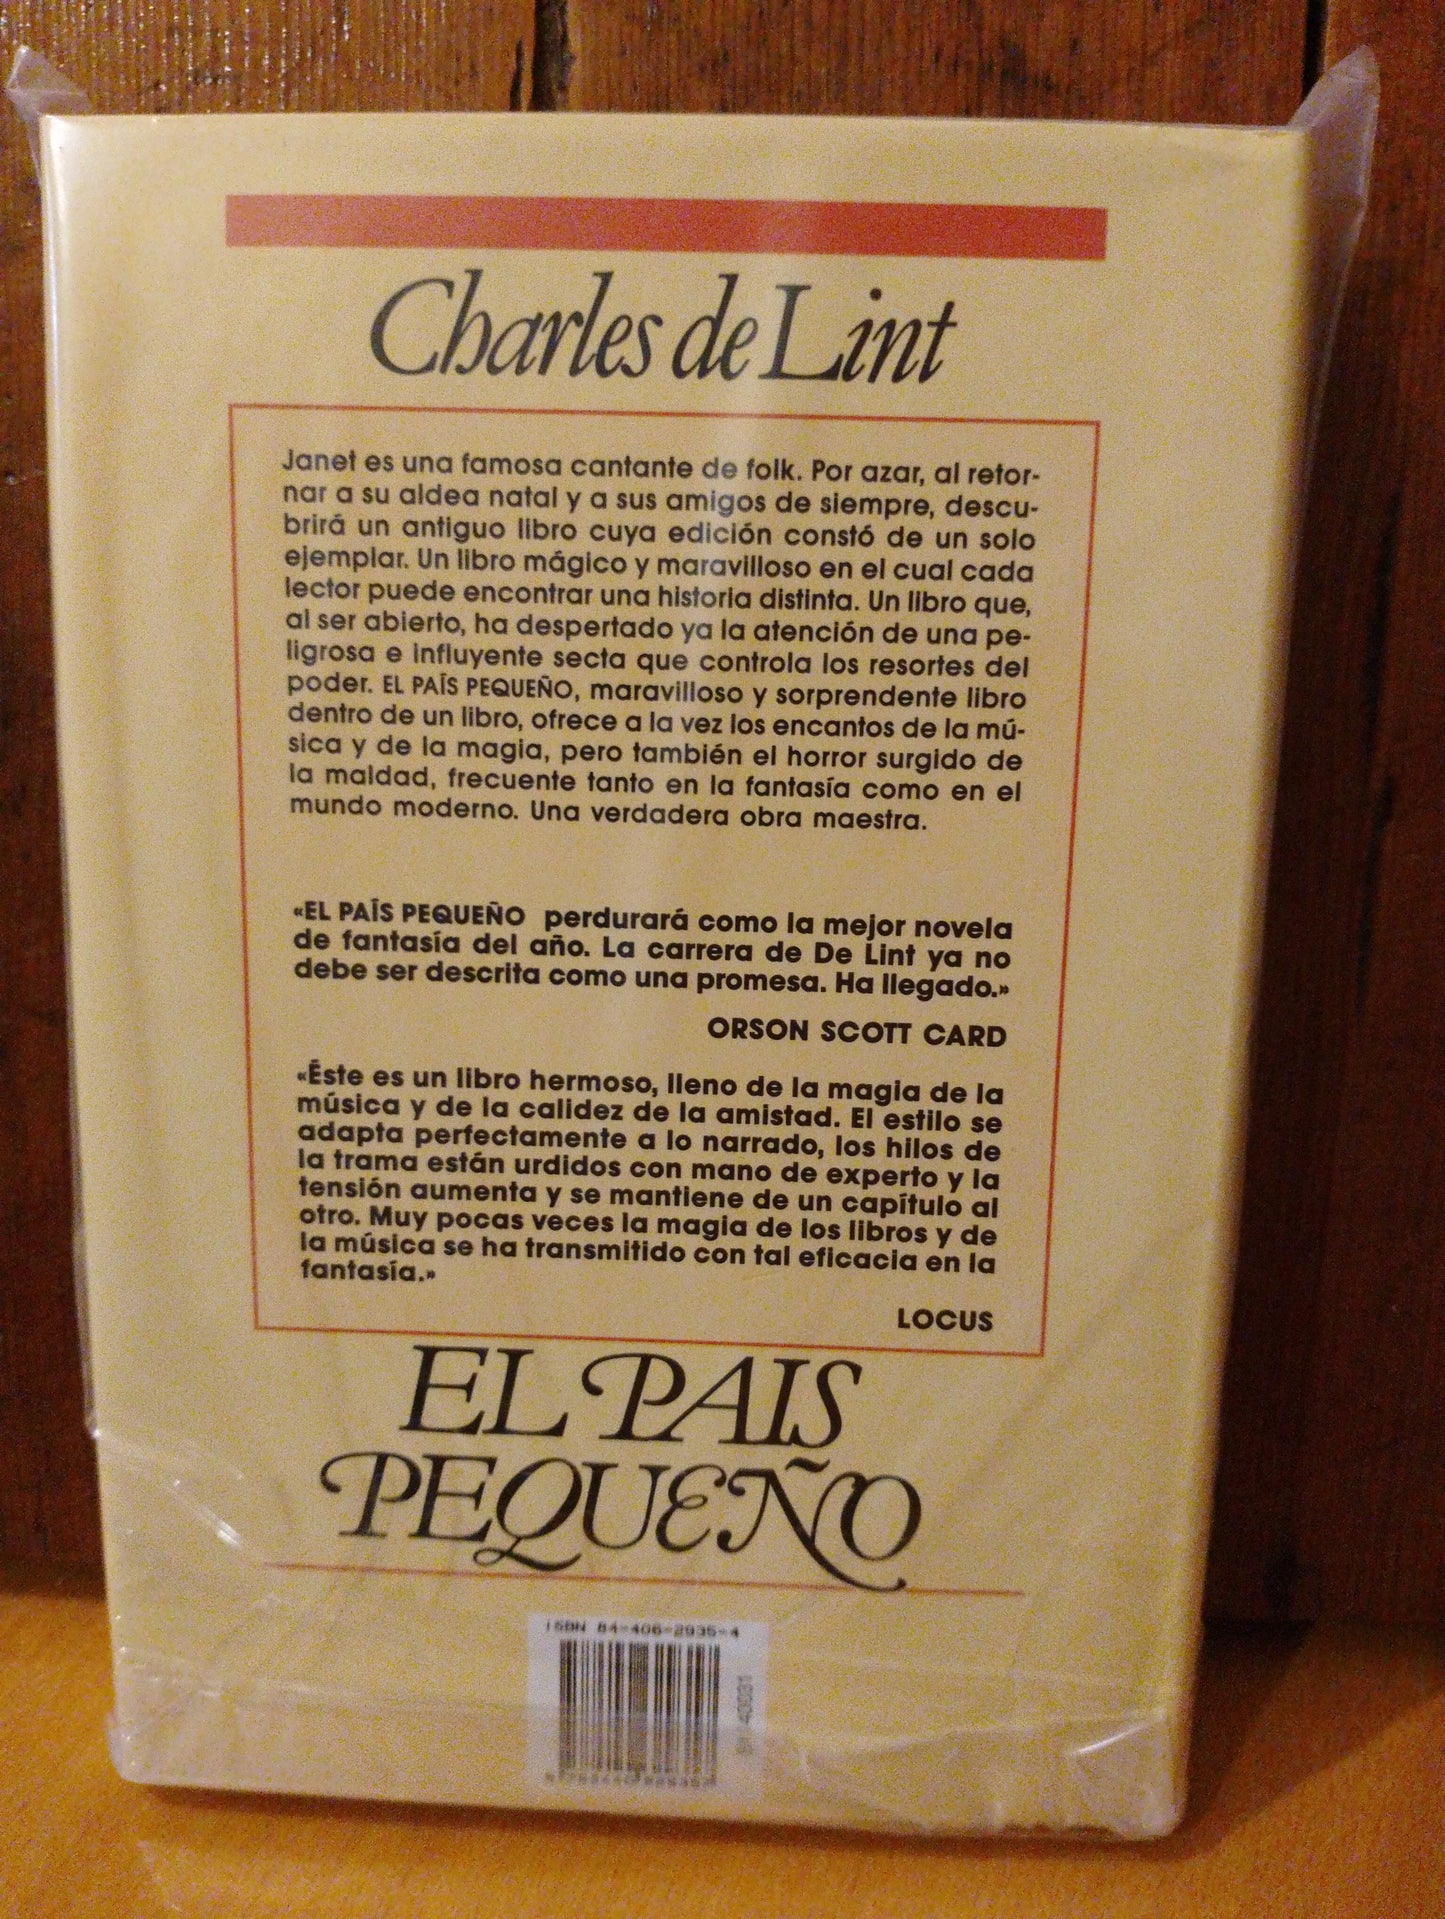 Charles de Lint
Janet es una famosa cantante de folk. Por azar, al retor-
nar a su aldea natal y a sus amigos de siempre, descu-
brirá un antiguo libro cuya edición constó de un solo
ejemplar. Un libro mágico y maravilloso en el cual cada
lector puede encontrar una historia distinta. Un libro que,
al ser abierto, ha despertado ya la atención de una pe-
ligrosa e influyente secta que controla los resortes del
poder. EL PAÍS PEQUEÑO, maravilloso y sorprendente libro
dentro de un libro, ofrece a la vez los encantos de la mú-
sica y de la magia, pero también el horror surgido de
la maldad, frecuente tanto en la fantasía como en el
mundo moderno. Una verdadera obra maestra.
«EL PAÍS PEQUEÑO perdurará como la mejor novela
de fantasía del año. La carrera de De Lint ya no
debe ser descrita como una promesa. Ha llegado.»
ORSON SCOTT CARD
«Éste es un libro hermoso, lleno de la magia de la
música y de la calidez de la amistad. El estilo se
adapta perfectamente a lo narrado, los hilos de
la trama están urdidos con mano de experto y la
tensión aumenta y se mantiene de un capítulo al
otro. Muy pocas veces la magia de los libros y de
la música se ha transmitido con tal eficacia en la
fantasía.»
LOCUS
EL PAIS
PEQUEÑO
ISBN 84-406-2935-4